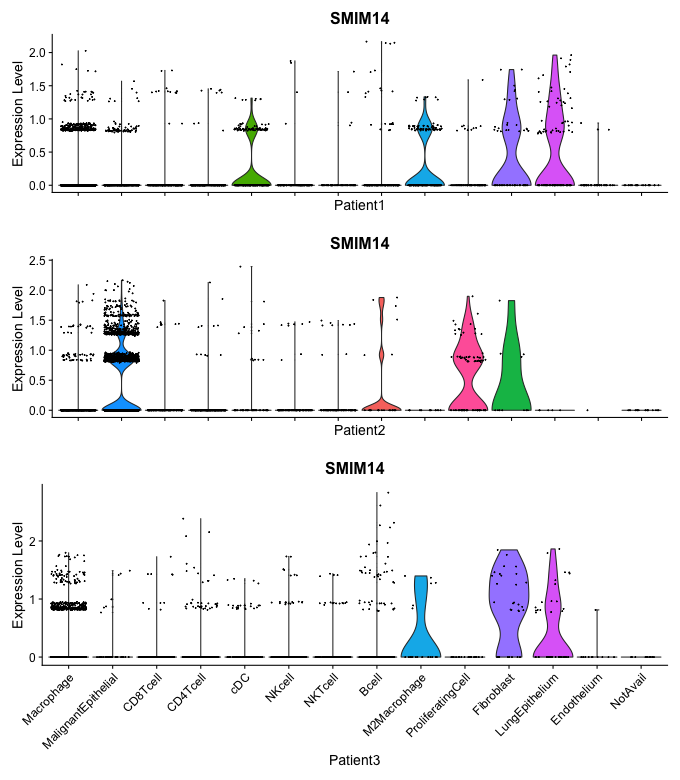 SMIM14
Expression Level
2.0
1.5
1.0
0.5
0.0
Patient1
SMIM14
Expression Level
2.5
2.0
1.5
1.0
0.5
0.0
Patient2
SMIM14
Expression Level
2
1
0
Macrophage
MalignantEpithelial
CD8Tcell
CD4Tcell
cDC
NKcell
NKTcell
Bcell
M2Macrophage
ProliferatingCell
Fibroblast
LungEpithelium
Endothelium
NotAvail
Patient3